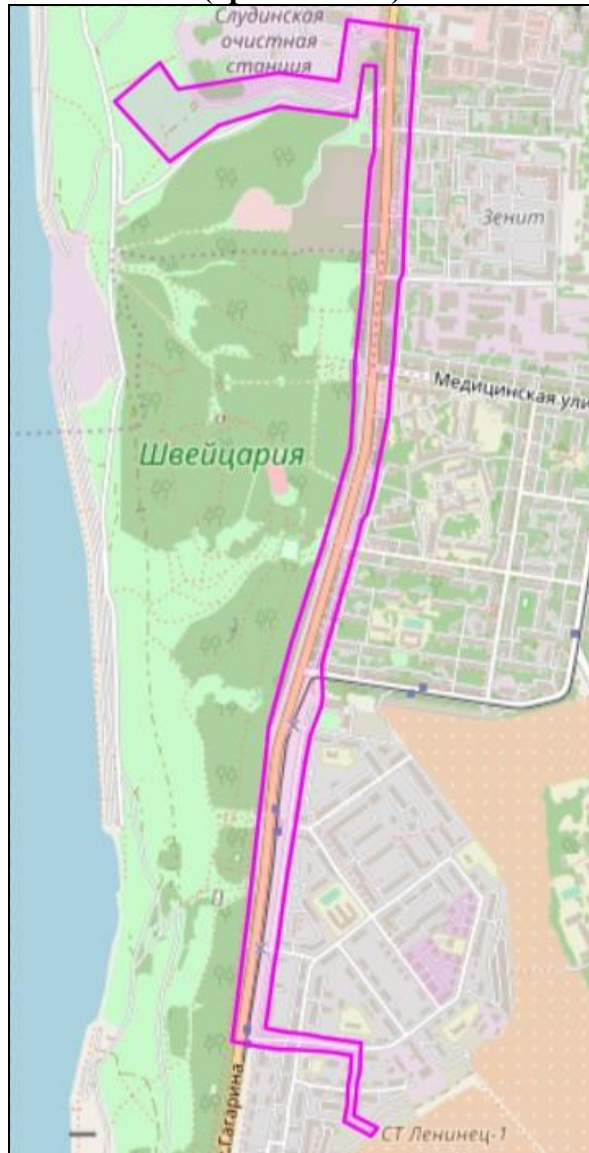 Слудинская
очистная
станция
Зенит
Медицинская ули
Швейцария
Гагарина
СТ Ленинец-1